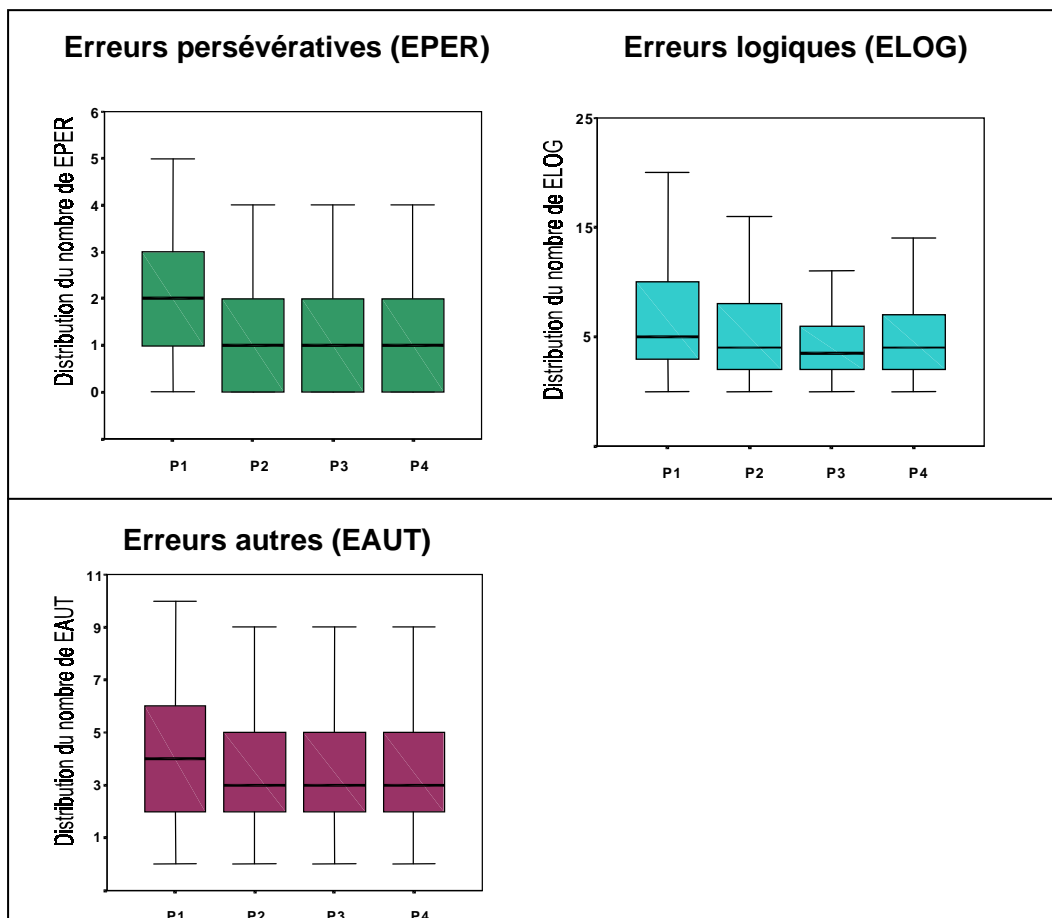 Erreurs persévératives (EPER)
Distribution du nombre de EPER
6
5
4
3
2
1
0
P1 P2 P3 P4
Erreurs logiques (ELOG)
Distribution du nombre de ELOG
25
15
5
P1 P2 P3 P4
Erreurs autres (EAUT)
Distribution du nombre de EAUT
11
9
7
5
3
1
P1 P2 P3 P4